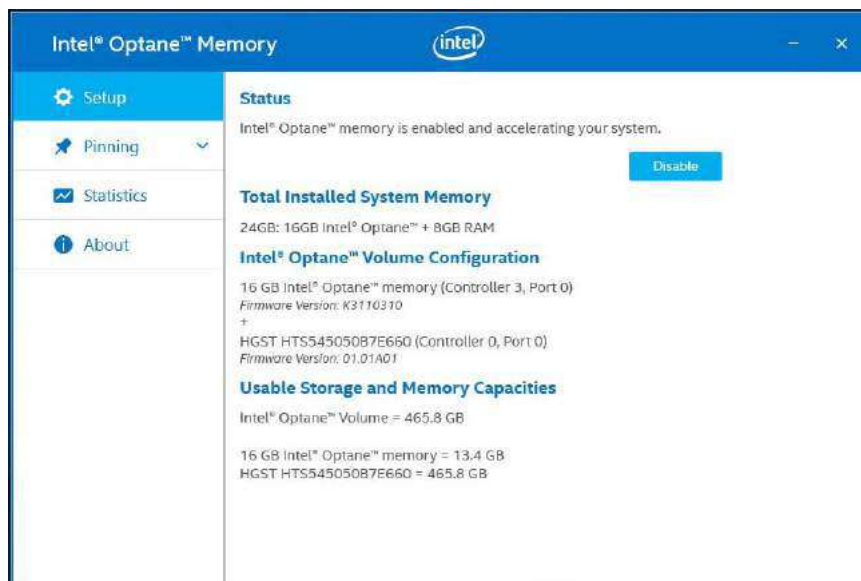 Intel® Optane™ Memory
intel
Setup
Pinning
Statistics
About
Status
Intel® Optane™ memory is enabled and accelerating your system.
Disable
Total Installed System Memory
24GB: 16GB Intel® Optane™ + 8GB RAM
Intel® Optane™ Volume Configuration
16 GB Intel® Optane™ memory (Controller 3, Port 0)
Firmware Version: K3110310
+
HGST HTS545050B7E660 (Controller 0, Port 0)
Firmware Version: 01.01A01
Usable Storage and Memory Capacities
Intel® Optane™ Volume = 465.8 GB
16 GB Intel® Optane™ memory = 13.4 GB
HGST HTS545050B7E660 = 465.8 GB